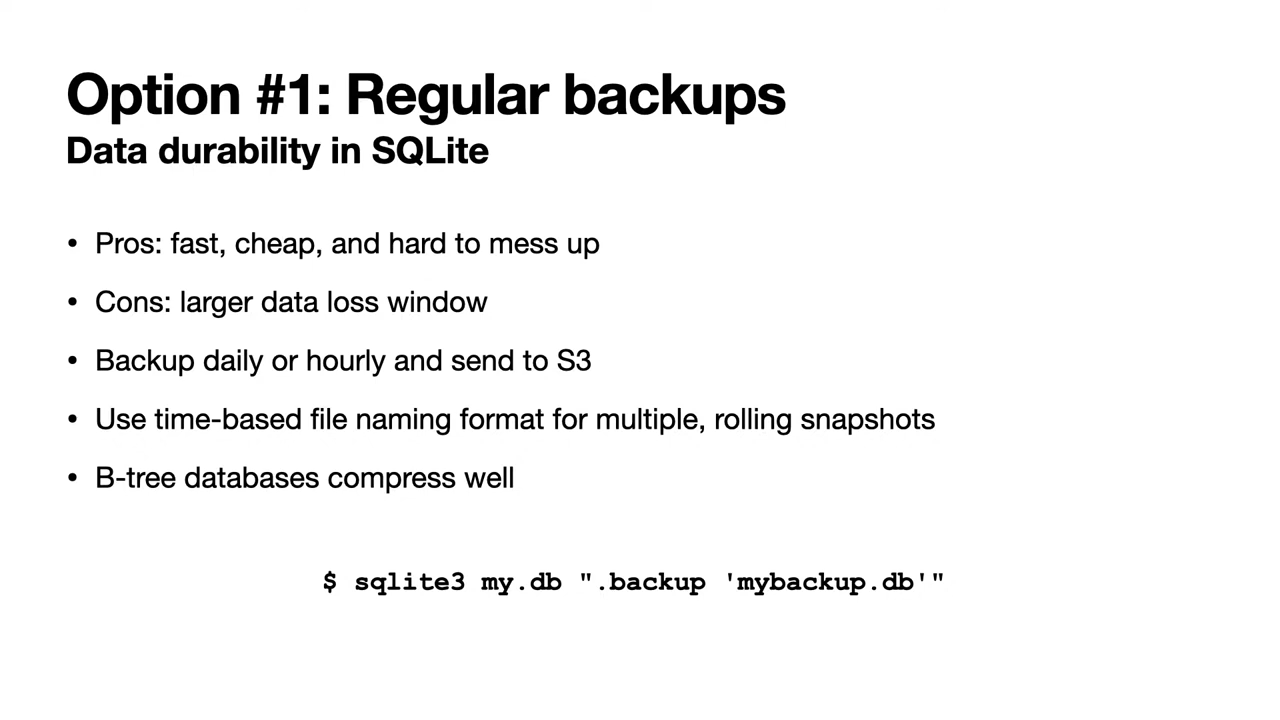 Option #1: Regular backups
Data durability in SQLite
• Pros: fast, cheap, and hard to mess up
• Cons: larger data loss window
• Backup daily or hourly and send to S3
• Use time-based file naming format for multiple, rolling snapshots
• B-tree databases compress well
$ sqlite3 my.db ".backup 'mybackup.db'"